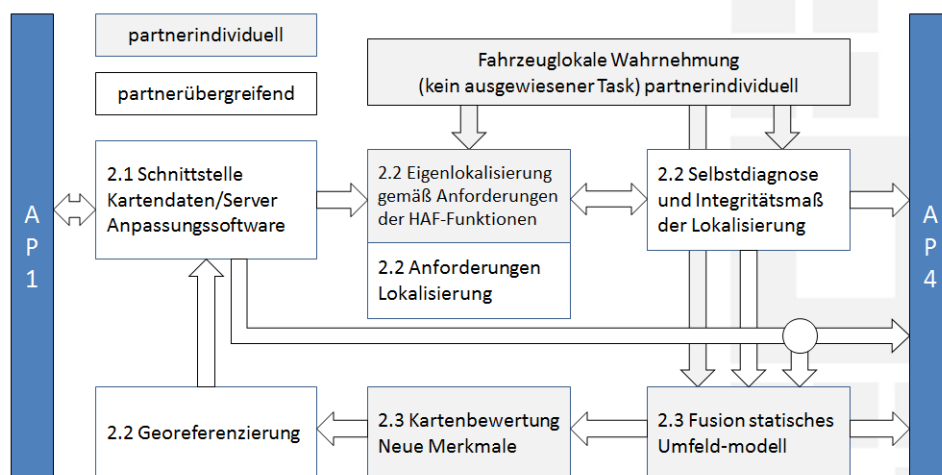 partnerindividuell
partnerübergreifend
Fahrzeuglokale Wahrnehmung
(kein ausgewiesener Task) partnerindividuell
A
P
1
2.1 Schnittstelle
Kartendaten/Server
Anpassungssoftware
2.2 Eigenlokalisierung
gemäß Anforderungen
der HAF-Funktionen
2.2 Anforderungen
Lokalisierung
2.2 Selbstdiagnose
und Integritätsmaß
der Lokalisierung
A
P
4
2.2 Georeferenzierung
2.3 Kartenbewertung
Neue Merkmale
2.3 Fusion statisches
Umfeld-modell